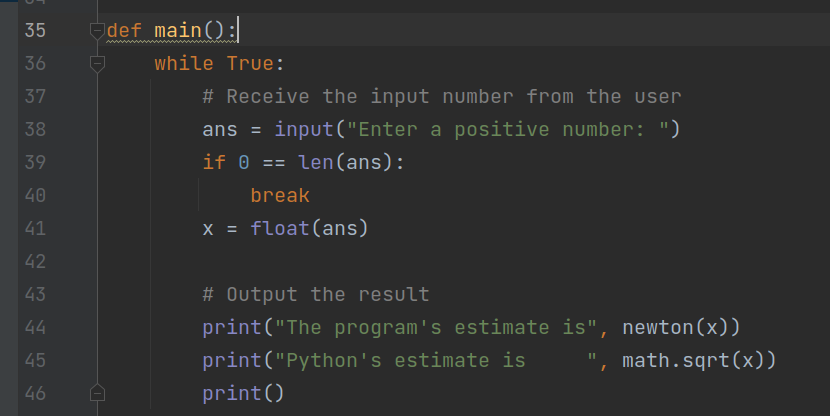 35 def main():
36     while True:
37         # Receive the input number from the user
38         ans = input("Enter a positive number: ")
39         if 0 == len(ans):
40             break
41         x = float(ans)
42
43         # Output the result
44         print("The program's estimate is", newton(x))
45         print("Python's estimate is     ", math.sqrt(x))
46         print()